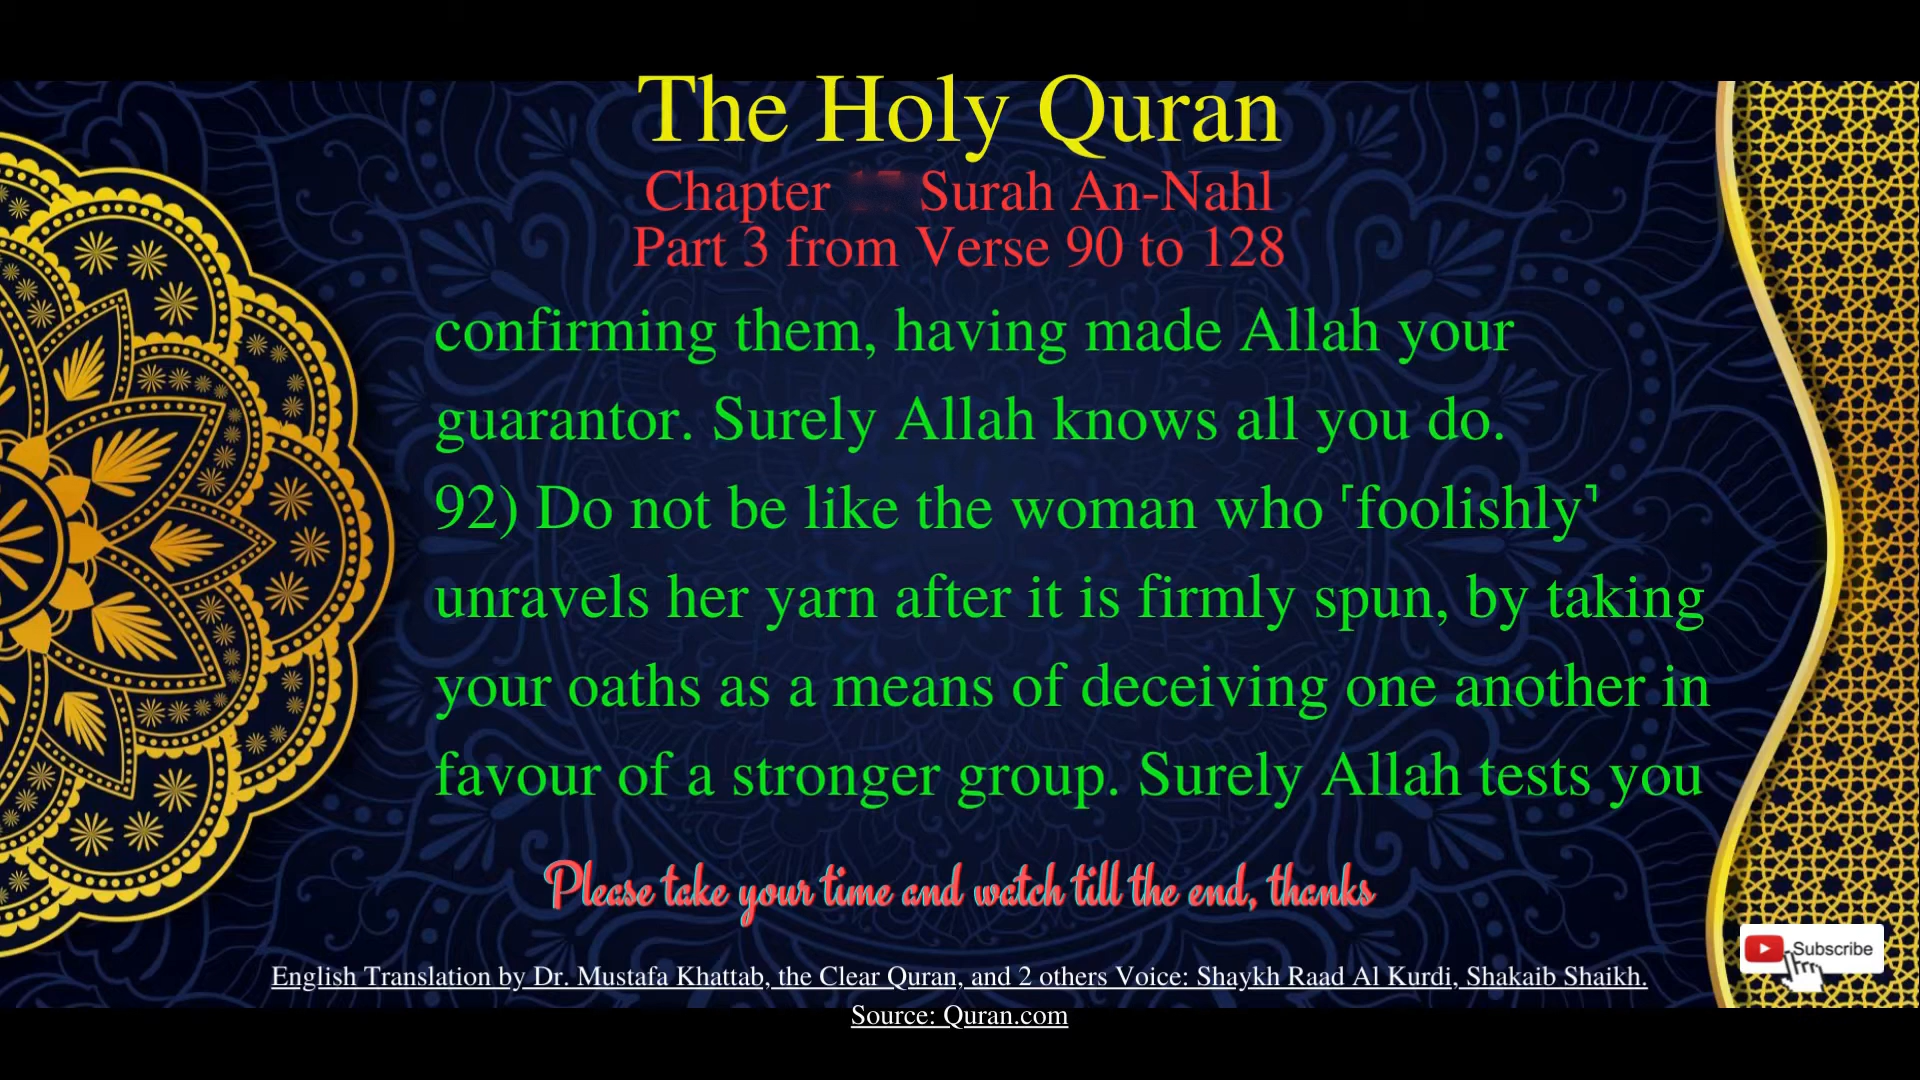 The Holy Quran
Chapter Surah An-Nahl
Part 3 from Verse 90 to 128
confirming them, having made Allah your
guarantor. Surely Allah knows all you do.
92) Do not be like the woman who ˹foolishly˺
unravels her yarn after it is firmly spun, by taking
your oaths as a means of deceiving one another in
favour of a stronger group. Surely Allah tests you
Please take your time and watch till the end, thanks
Subscribe
English Translation by Dr. Mustafa Khattab, the Clear Quran, and 2 others Voice: Shaykh Raad Al Kurdi, Shakaib Shaikh.
Source: Quran.com